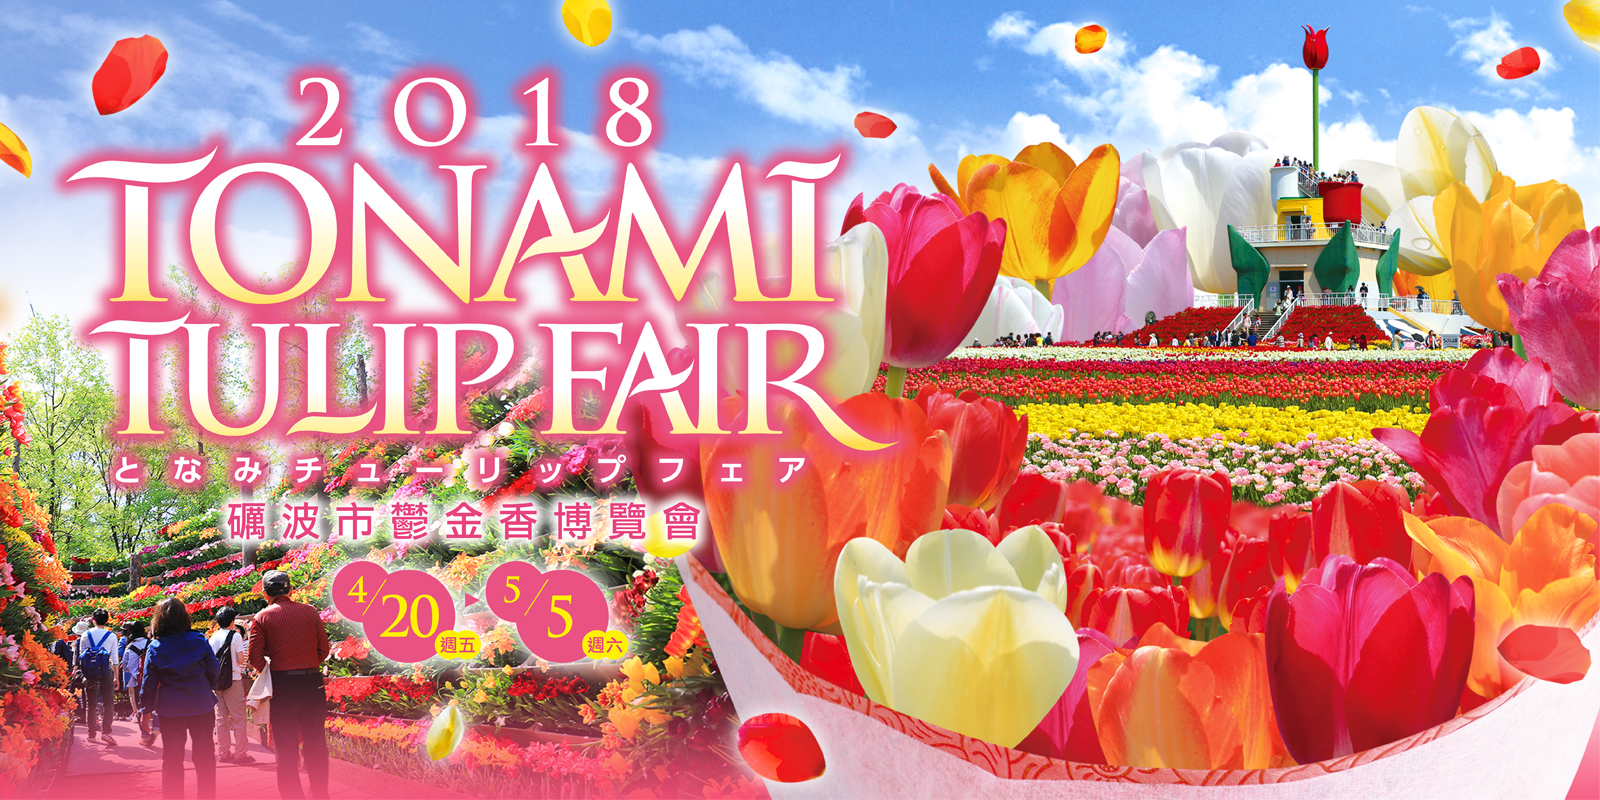 2018
TONAMI
TULIP FAIR
となみチューリップフェア
礪波市鬱金香博覽會
4/20 週五 ▶ 5/5 週六